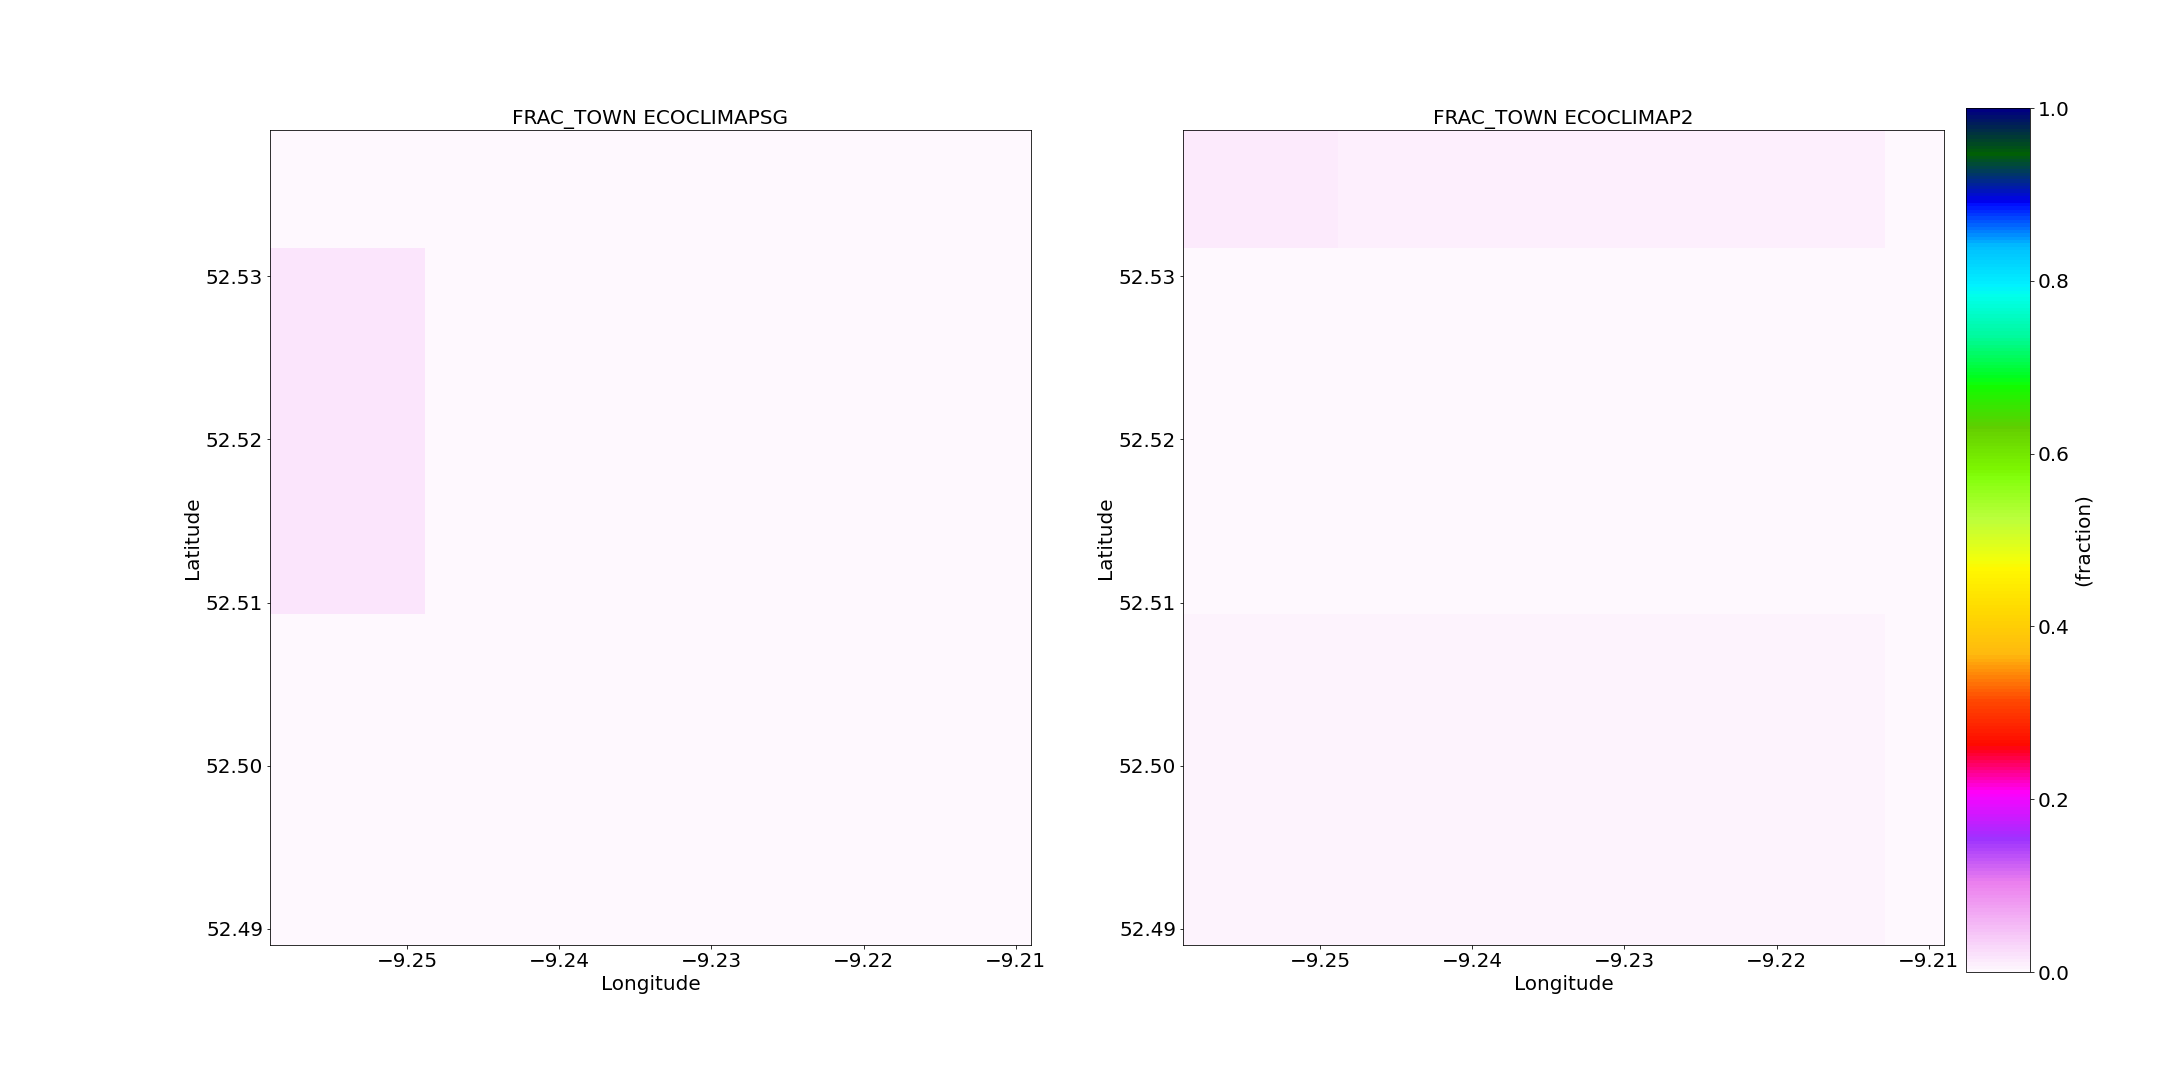 FRAC_TOWN ECOCLIMAPSG
52.53
52.52
52.51
52.50
52.49
Latitude
−9.25 −9.24 −9.23 −9.22 −9.21
Longitude
FRAC_TOWN ECOCLIMAP2
52.53
52.52
52.51
52.50
52.49
Latitude
−9.25 −9.24 −9.23 −9.22 −9.21
Longitude
1.0
0.8
0.6
0.4
0.2
0.0
(fraction)